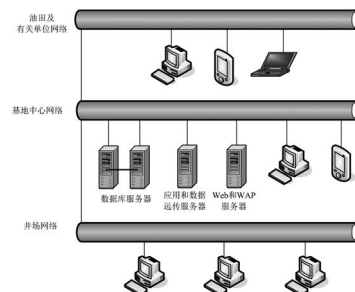 油田及
有关单位网络
基地中心网络
数据库服务器
应用和数据
远传服务器
Web和WAP
服务器
井场网络